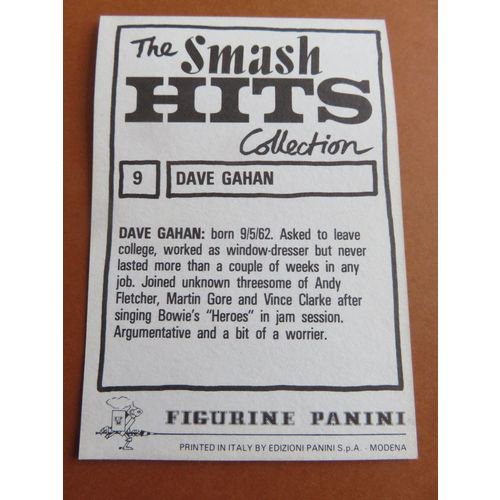 The Smash
HITS
Collection
9 DAVE GAHAN
DAVE GAHAN: born 9/5/62. Asked to leave
college, worked as window-dresser but never
lasted more than a couple of weeks in any
job. Joined unknown threesome of Andy
Fletcher, Martin Gore and Vince Clarke after
singing Bowie's "Heroes" in jam session.
Argumentative and a bit of a worrier.
FIGURINE PANINI
PRINTED IN ITALY BY EDIZIONI PANINI S.p.A. - MODENA